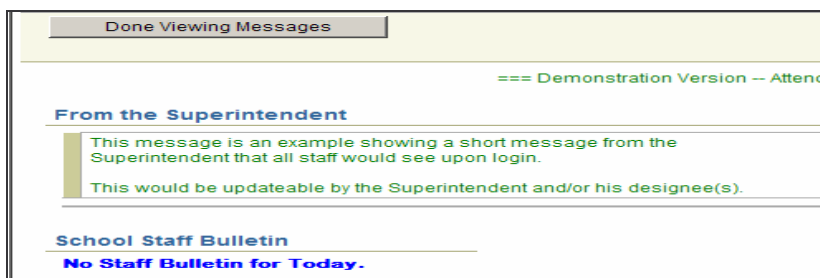 Done Viewing Messages
=== Demonstration Version -- 
From the Superintendent
This message is an example showing a short message from the
Superintendent that all staff would see upon login.
This would be updateable by the Superintendent and/or his designee(s).
School Staff Bulletin
No Staff Bulletin for Today.